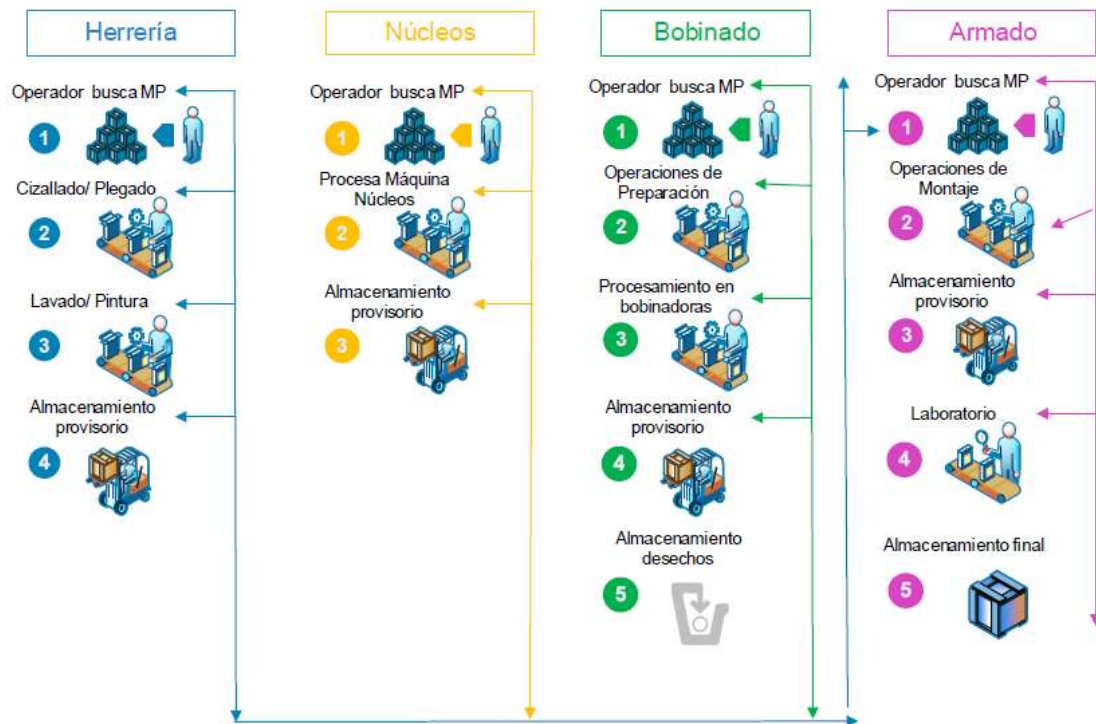 Herrería
Operador busca MP
1
Cizallado/ Plegado
2
Lavado/ Pintura
3
Almacenamiento
provisorio
4
Núcleos
Operador busca MP
1
Procesa Máquina
Núcleos
2
Almacenamiento
provisorio
3
Bobinado
Operador busca MP
1
Operaciones de
Preparación
2
Procesamiento en
bobinadoras
3
Almacenamiento
provisorio
4
Almacenamiento
desechos
5
Armado
Operador busca MP
1
Operaciones de
Montaje
2
Almacenamiento
provisorio
3
Laboratorio
4
Almacenamiento final
5